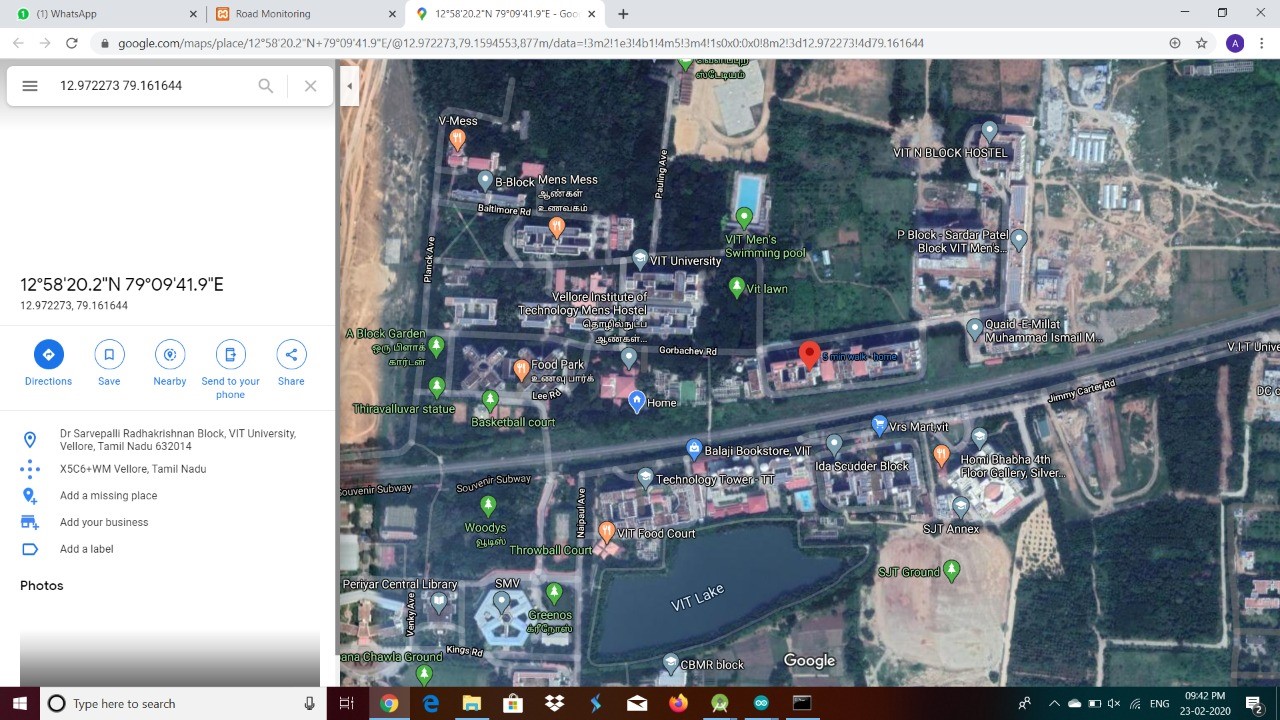 (1) WhatsApp
Road Monitoring
12°58'20.2"N 79°09'41.9"E - Goo
google.com/maps/place/12°58'20.2"N+79°09'41.9"E/@12.972273,79.1594553,877m/data=!3m2!1e3!4b1!4m5!3m4!1s0x0:0x0!8m2!3d12.972273!4d79.161644
A
12.972273 79.161644
12°58'20.2"N 79°09'41.9"E
12.972273, 79.161644
Directions
Save
Nearby
Send to your
phone
Share
Dr Sarvepalli Radhakrishnan Block, VIT University,
Vellore, Tamil Nadu 632014
X5C6+WM Vellore, Tamil Nadu
Add a missing place
Add your business
Add a label
Photos
ஸ்டேடியம்
V-Mess
B-Block
Mens Mess
ஆண்கள்
உணவகம்
Baltimore Rd
Pauling Ave
Planck Ave
VIT N BLOCK HOSTEL
P Block - Sardar Patel
Block VIT Men's...
VIT Men's
Swimming pool
VIT University
Vit lawn
Vellore Institute of
Technology Mens Hostel
தொழில்நுட்ப
ஆண்கள்...
Quaid-E-Millat
Muhammad Ismail M...
A Block Garden
ஒரு பிளாக்
கார்டன்
Gorbachev Rd
5 min walk - home
V.I.T Unive
Food Park
உணவு பார்க்
Lee Rd
Jimmy Carter Rd
DC c
Thiravalluvar statue
Basketball court
Home
Vrs Mart,vit
Balaji Bookstore, VIT
Ida Scudder Block
Homi Bhabha 4th
Floor Gallery, Silver...
Souvenir Subway
Souvenir Subway
Technology Tower - TT
Naipaul Ave
Woodys
வூடிஸ்
Throwball Court
VIT Food Court
SJT Annex
SJT Ground
Periyar Central Library
SMV
VIT Lake
Venky Ave
Greenos
கிரீநோஸ்
Kings Rd
ana Chawla Ground
CBMR block
Google
Type here to search
ENG
09:42 PM
23-02-2020
2